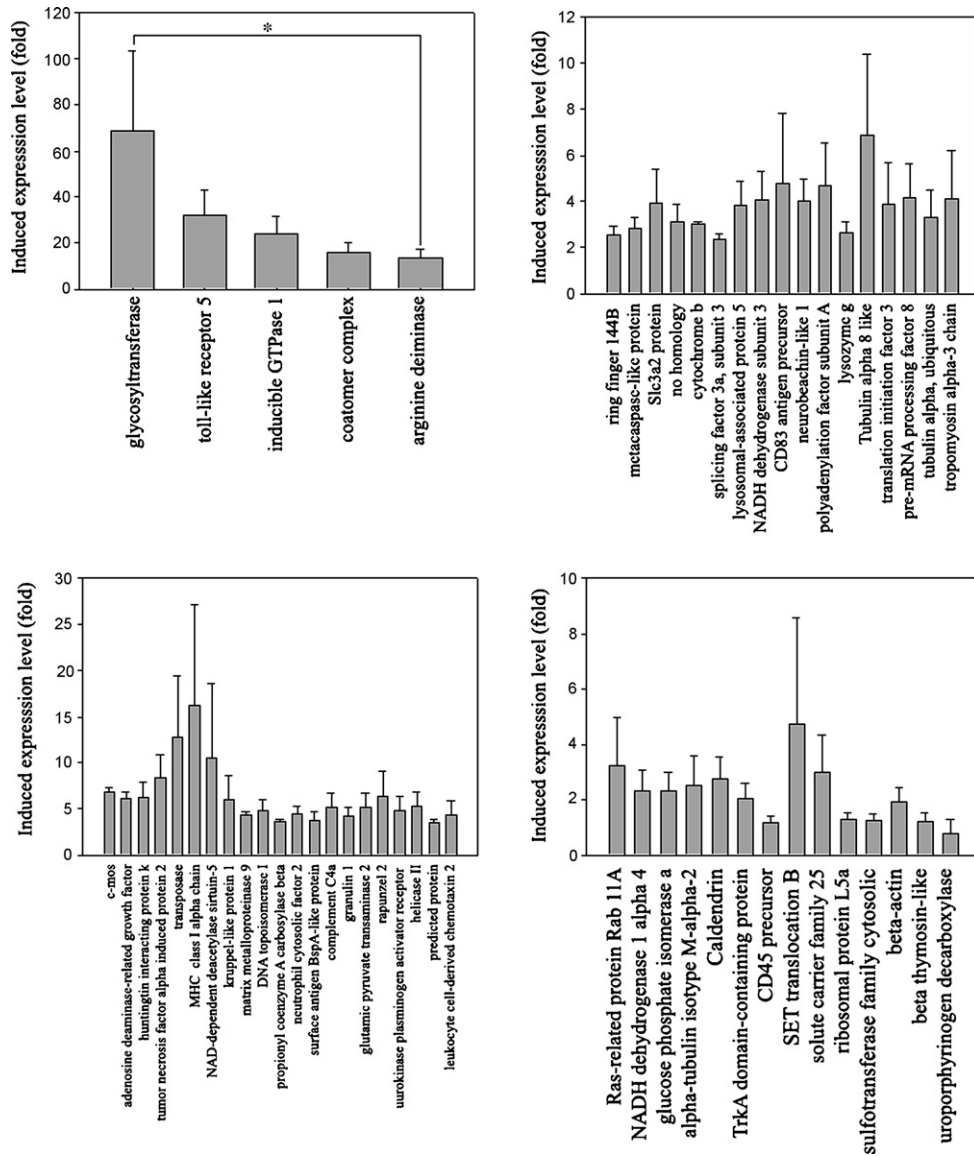 120
100
80
60
40
20
0
Induced expresssion level (fold)
*
glycosyltransferase
toll-like receptor 5
inducible GTPase 1
coatomer complex
arginine deiminase
12
10
8
6
4
2
0
Induced expresssion level (fold)
ring finger 144B
mctacaspasc-likc protcin
Slc3a2 protein
no homology
cytochrome b
splicing factor 3a, subunit 3
lysosomal-associatcd protcin 5
NADH dehydrogenase subunit 3
CD83 antigen precursor
neurobeachin-like 1
polyadenylation factor subunit A
lysozymc g
Tubulin alpha 8 like
translation initiation factor 3
pre-mRNA processing factor 8
tubulin alpha, ubiquitous
tropomyosin alpha-3 chain
30
25
20
15
10
5
0
Induced expresssion level (fold)
c-mos
adenosine deaminase-related growth factor
huntingtin interacting protein k
tumor necrosis factor alpha induced protein 2
transposase
MHC class I alpha chain
NAD-dependent deacetylase sirtuin-5
kruppel-like protein 1
matrix metalloproteinase 9
DNA topoisomerasc I
propionyl coenzyme A carbosylase beta
ncutrophil cytosolic factor 2
surface antigen BspA-like protein
complement C4a
granulin 1
glutamic pyruvate transaminase 2
rapunzel 2
uurokinase plasminogen activator receptor
helicase II
predicted protein
leukocyte cell-derived chemotaxin 2
10
8
6
4
2
0
Induced expresssion level (fold)
Ras-related protein Rab 11A
NADH dehydrogenase 1 alpha 4
glucose phosphate isomerase a
alpha-tubulin isotype M-alpha-2
Caldendrin
TrkA domain-containing protein
CD45 precursor
SET translocation B
solute carrier family 25
ribosomal protein L5a
sulfotransferase family cytosolic
beta-actin
beta thymosin-like
uroporphyrinogen decarboxylase